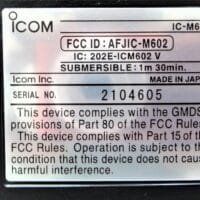 ICOM IC-M6
FCC ID: AFJIC-M602
IC: 202E-ICM602 V
SUBMERSIBLE: 1m 30min.
Icom Inc. MADE IN JAPA
SERIAL NO. 2104605
This device complies with the GMDS
provisions of Part 80 of the FCC Rules
This device complies with Part 15 of th
FCC Rules. Operation is subject to th
condition that this device does not caus
harmful interference.